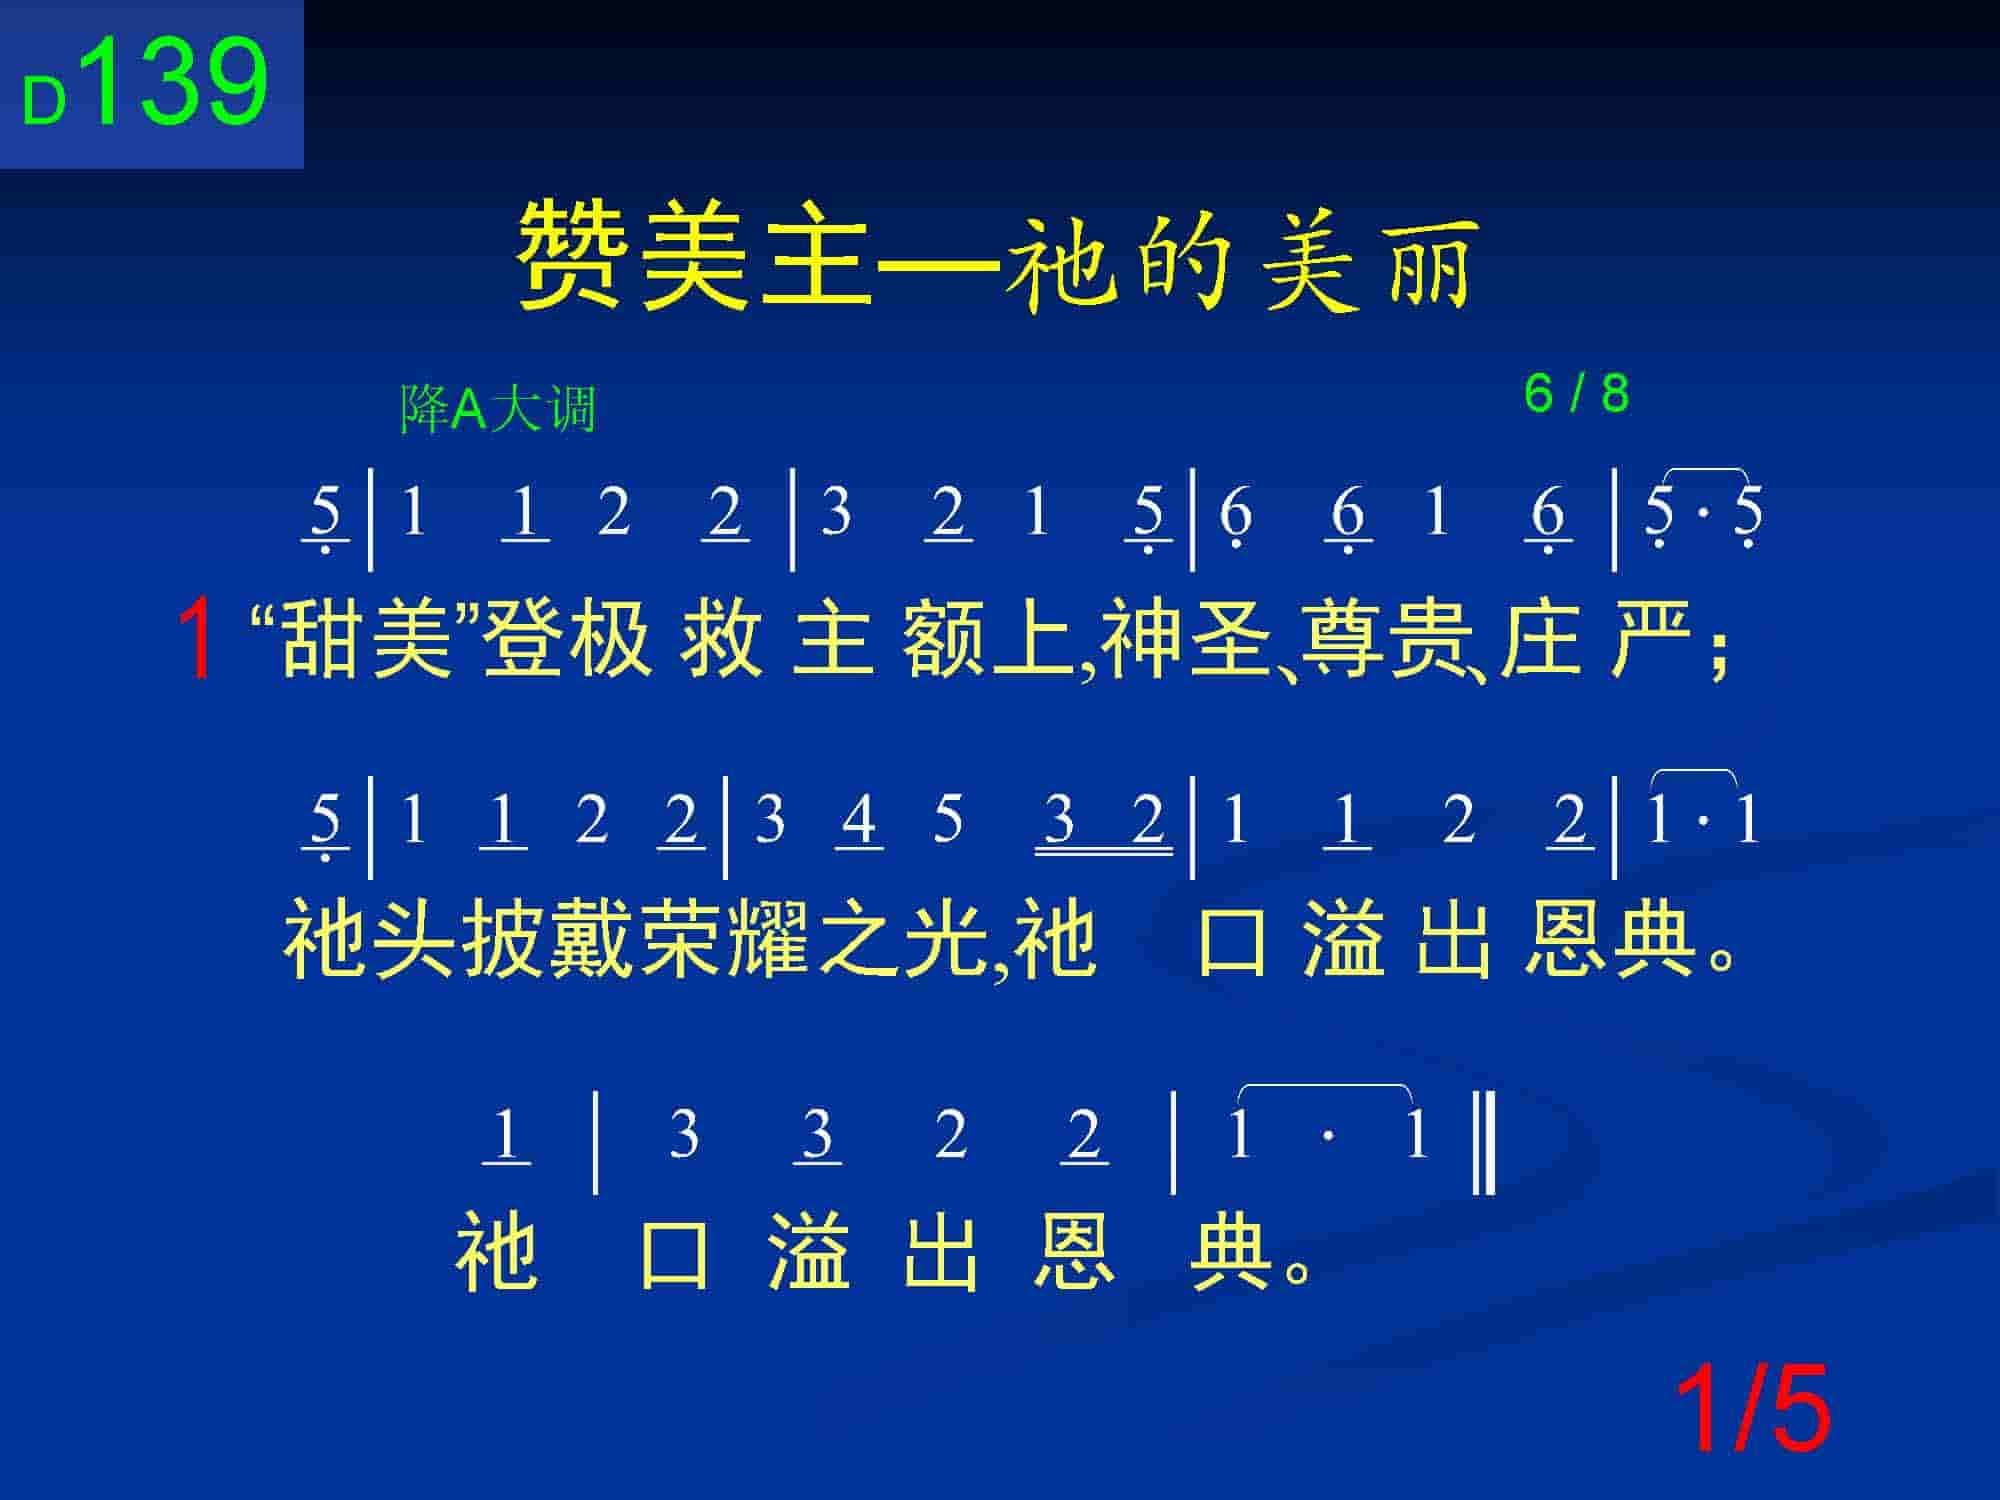 D139
赞美主—祂的美丽
降A大调 6 / 8
5̣ | 1 1 2 2 | 3 2 1 5̣ | 6̣ 6̣ 1 6̣ | 5̣ · 5̣
1 “甜美”登极 救 主 额上,神圣、尊贵、庄 严；
5̣ | 1 1 2 2 | 3 4 5 3 2 | 1 1 2 2 | 1 · 1
祂头披戴荣耀之光,祂 口 溢 出 恩典。
1 | 3 3 2 2 | 1 · 1 ‖
祂 口 溢 出 恩 典。
1/5